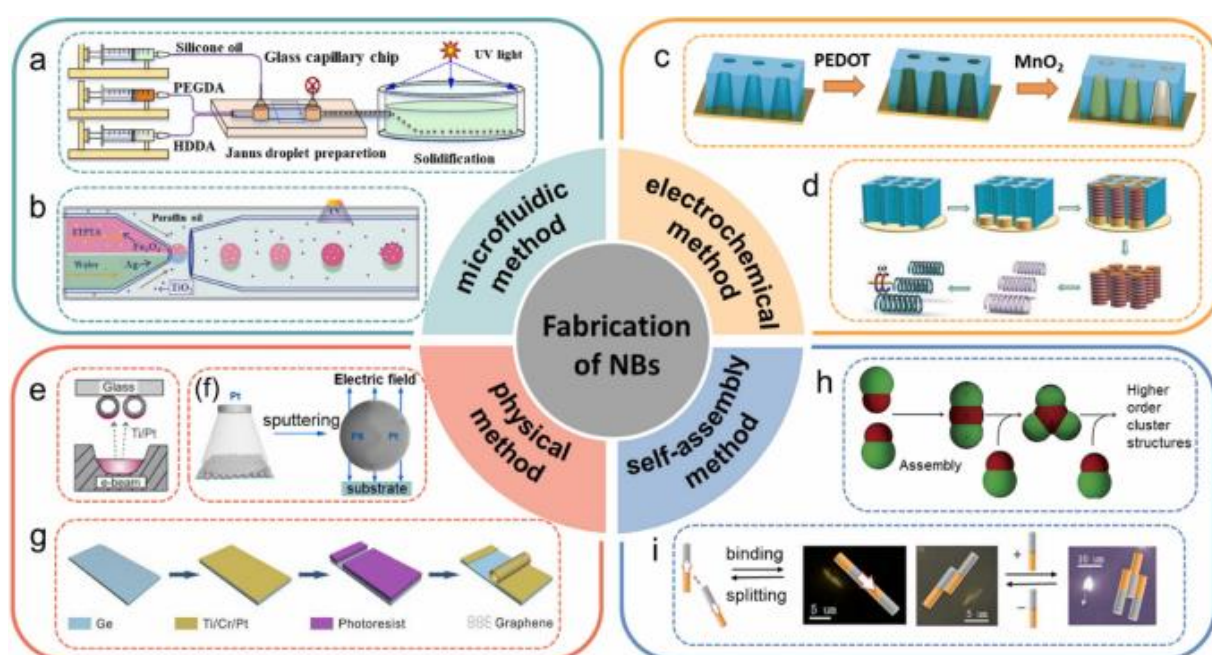 a
Silicone oil
PEGDA
HDDA
Glass capillary chip
UV light
Janus droplet preparetion
Solidification
b
Paroffin oil
ETPTA
Fe₃O₄
Water
Ag
TiO₂
UV
microfluidic
method
c
PEDOT
MnO₂
d
electrochemical
method
Fabrication
of NBs
e
Glass
Ti/Pt
e-beam
(f)
Pt
sputtering
Electric field
PS
Pt
substrate
g
Ge
Ti/Cr/Pt
Photoresist
Graphene
physical
method
h
Assembly
Higher
order
cluster
structures
i
binding
splitting
5 um
5 um
+
−
10 um
self-assembly
method